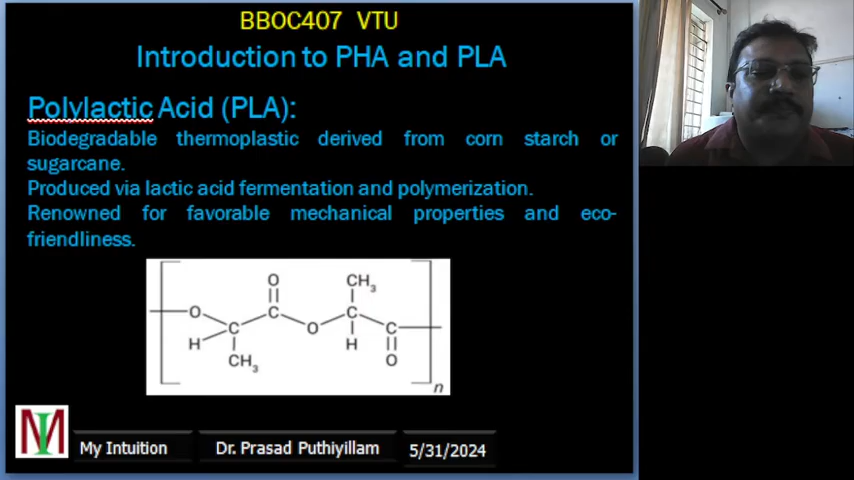 BBOC407 VTU
Introduction to PHA and PLA
Polylactic Acid (PLA):
Biodegradable thermoplastic derived from corn starch or
sugarcane.
Produced via lactic acid fermentation and polymerization.
Renowned for favorable mechanical properties and eco-
friendliness.
O CH3
O C C
C O C
H H
CH3 O
n
MI
My Intuition Dr. Prasad Puthiyillam 5/31/2024